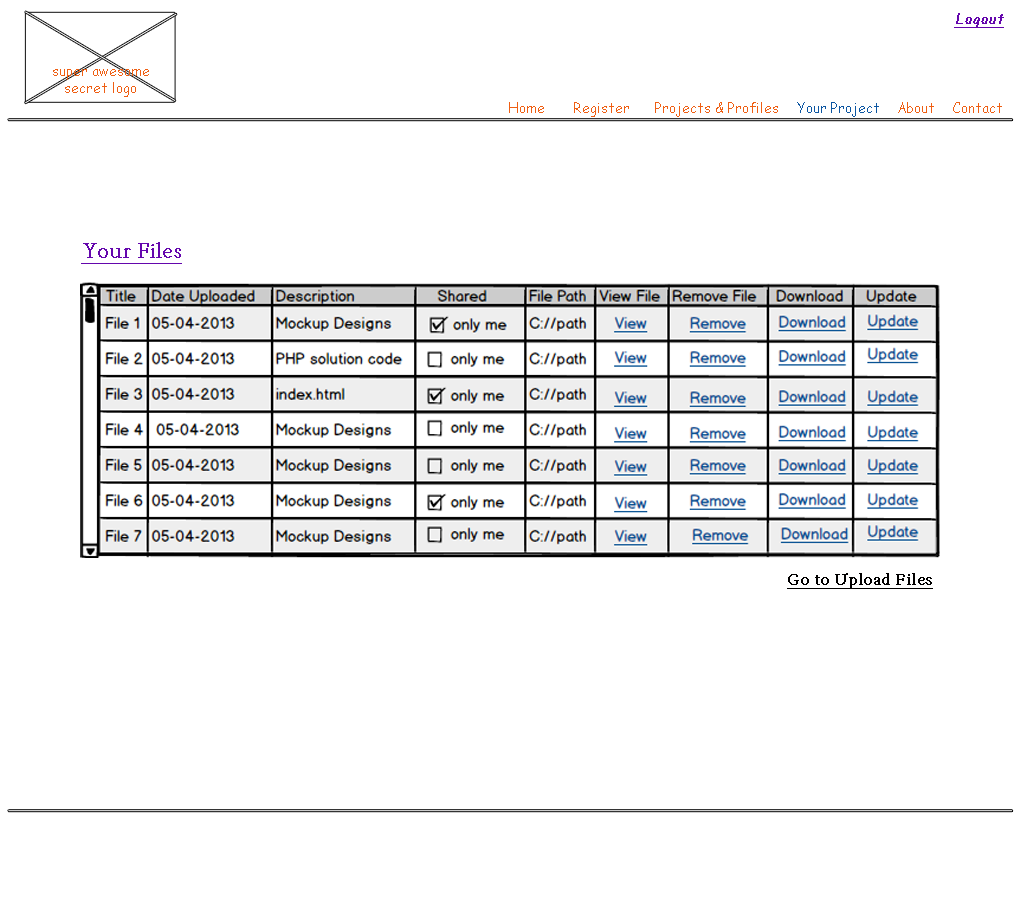 Logout
super awesome
secret logo
Home Register Projects & Profiles Your Project About Contact
Your Files
Title Date Uploaded Description Shared File Path View File Remove File Download Update
File 1 05-04-2013 Mockup Designs only me C://path View Remove Download Update
File 2 05-04-2013 PHP solution code only me C://path View Remove Download Update
File 3 05-04-2013 index.html only me C://path View Remove Download Update
File 4 05-04-2013 Mockup Designs only me C://path View Remove Download Update
File 5 05-04-2013 Mockup Designs only me C://path View Remove Download Update
File 6 05-04-2013 Mockup Designs only me C://path View Remove Download Update
File 7 05-04-2013 Mockup Designs only me C://path View Remove Download Update
Go to Upload Files